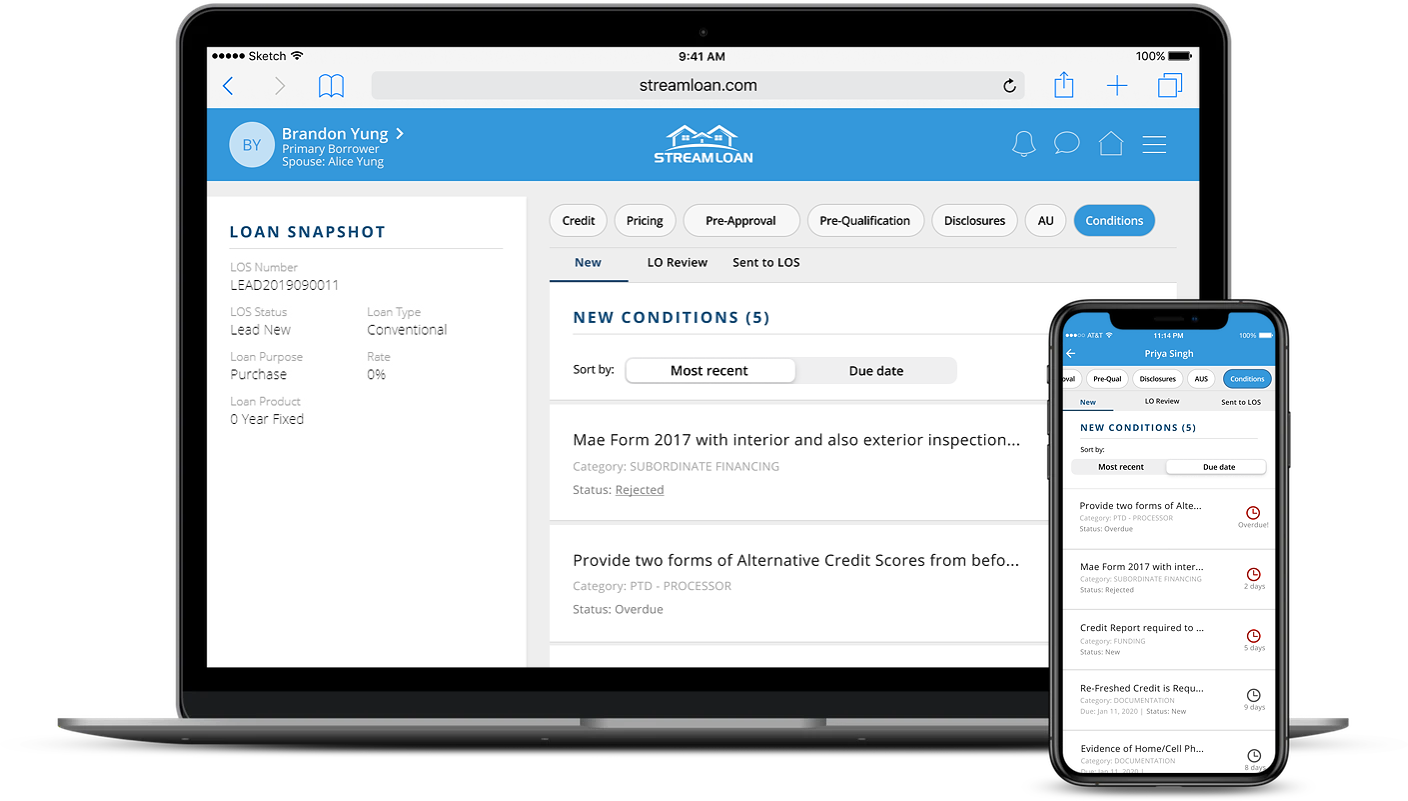 Sketch 9:41 AM 100%
streamloan.com
BY
Brandon Yung
Primary Borrower
Spouse: Alice Yung
STREAMLOAN
LOAN SNAPSHOT
LOS Number
LEAD2019090011
LOS Status Loan Type
Lead New Conventional
Loan Purpose Rate
Purchase 0%
Loan Product
0 Year Fixed
Credit Pricing Pre-Approval Pre-Qualification Disclosures AU Conditions
New LO Review Sent to LOS
NEW CONDITIONS (5)
Sort by: Most recent Due date
Mae Form 2017 with interior and also exterior inspection...
Category: SUBORDINATE FINANCING
Status: Rejected
Provide two forms of Alternative Credit Scores from befo...
Category: PTD - PROCESSOR
Status: Overdue
AT&T 11:14 PM 100%
Priya Singh
oval Pre-Qual Disclosures AUS Conditions
New LO Review Sent to LOS
NEW CONDITIONS (5)
Sort by:
Most recent Due date
Provide two forms of Alte...
Category: PTD - PROCESSOR
Status: Overdue
Overdue!
Mae Form 2017 with inter...
Category: SUBORDINATE FINANCING
Status: Rejected
2 days
Credit Report required to ...
Category: FUNDING
Status: New
5 days
Re-Freshed Credit is Requ...
Category: DOCUMENTATION
Due: Jan 11, 2020 | Status: New
9 days
Evidence of Home/Cell Ph...
Category: DOCUMENTATION
Due: Jan 11, 2020 |
8 days